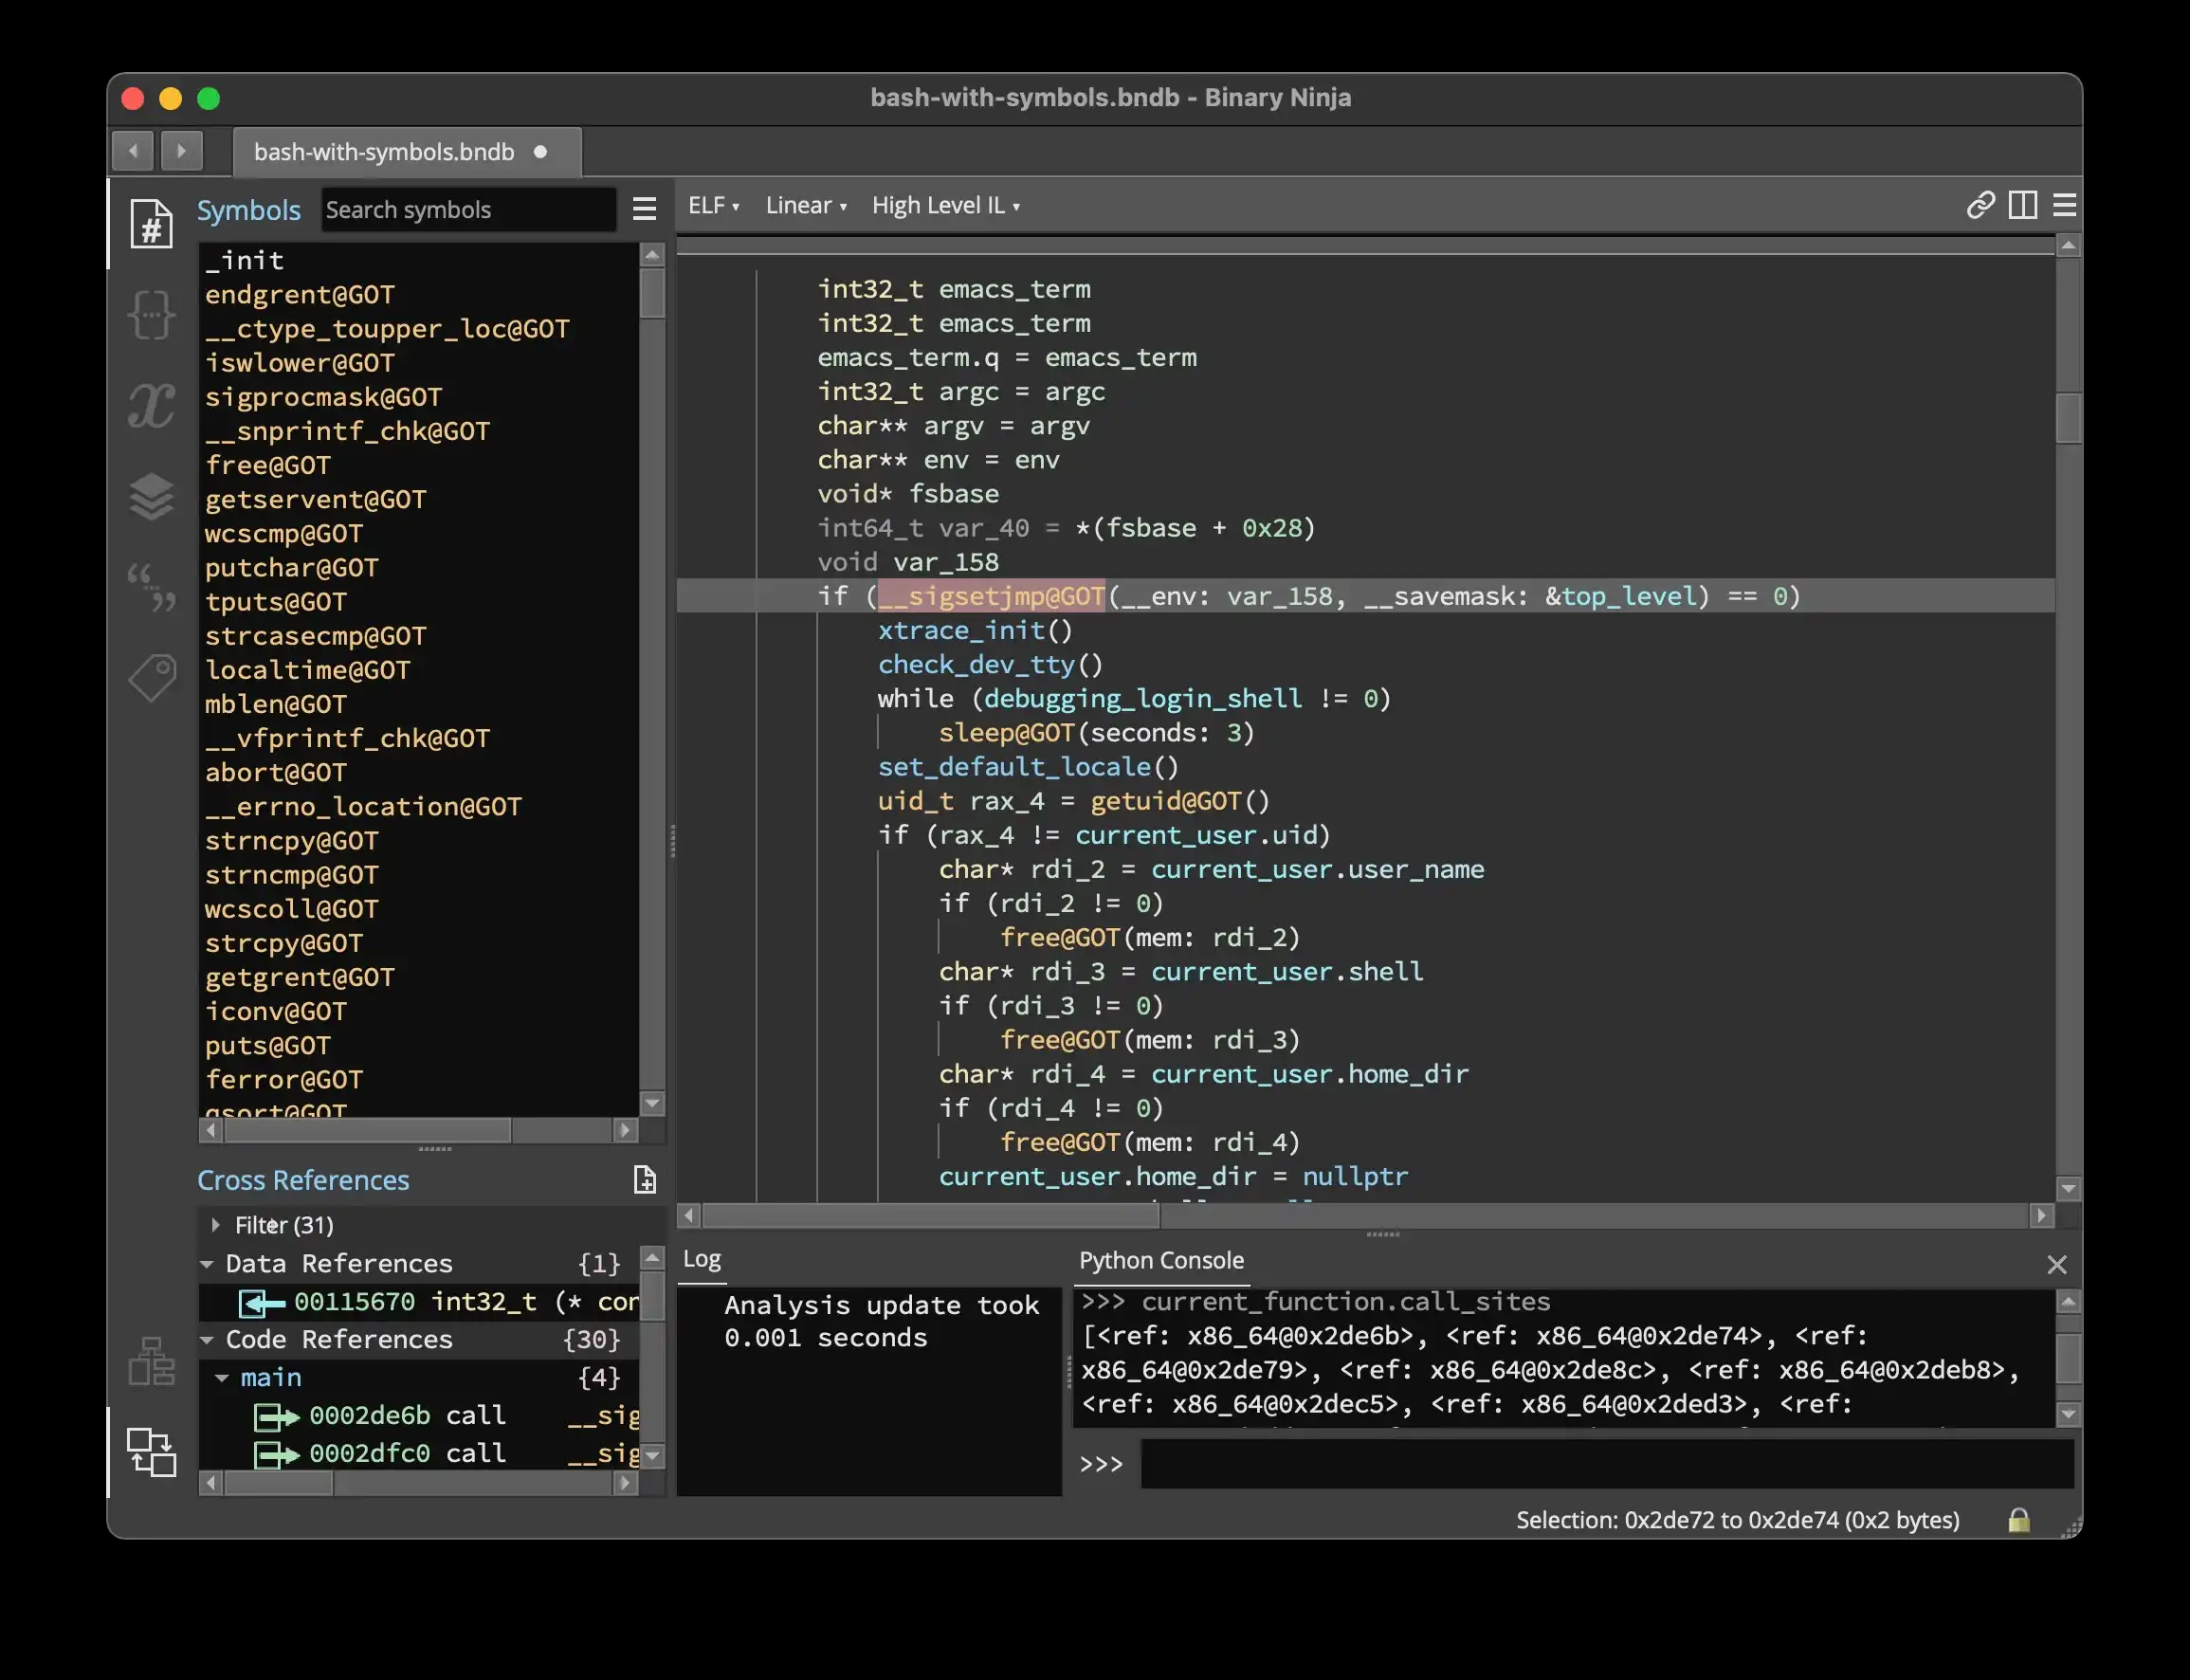 bash-with-symbols.bndb - Binary Ninja
bash-with-symbols.bndb
Symbols
Search symbols
_init
endgrent@GOT
__ctype_toupper_loc@GOT
iswlower@GOT
sigprocmask@GOT
__snprintf_chk@GOT
free@GOT
getservent@GOT
wcscmp@GOT
putchar@GOT
tputs@GOT
strcasecmp@GOT
localtime@GOT
mblen@GOT
__vfprintf_chk@GOT
abort@GOT
__errno_location@GOT
strncpy@GOT
strncmp@GOT
wcscoll@GOT
strcpy@GOT
getgrent@GOT
iconv@GOT
puts@GOT
ferror@GOT
qsort@GOT
Cross References
Filter (31)
Data References {1}
00115670 int32_t (* con
Code References {30}
main {4}
0002de6b call __sig
0002dfc0 call __sig
ELF Linear High Level IL
int32_t emacs_term
int32_t emacs_term
emacs_term.q = emacs_term
int32_t argc = argc
char** argv = argv
char** env = env
void* fsbase
int64_t var_40 = *(fsbase + 0x28)
void var_158
if (__sigsetjmp@GOT(__env: var_158, __savemask: &top_level) == 0)
xtrace_init()
check_dev_tty()
while (debugging_login_shell != 0)
sleep@GOT(seconds: 3)
set_default_locale()
uid_t rax_4 = getuid@GOT()
if (rax_4 != current_user.uid)
char* rdi_2 = current_user.user_name
if (rdi_2 != 0)
free@GOT(mem: rdi_2)
char* rdi_3 = current_user.shell
if (rdi_3 != 0)
free@GOT(mem: rdi_3)
char* rdi_4 = current_user.home_dir
if (rdi_4 != 0)
free@GOT(mem: rdi_4)
current_user.home_dir = nullptr
Log
Analysis update took
0.001 seconds
Python Console
>>> current_function.call_sites
[<ref: x86_64@0x2de6b>, <ref: x86_64@0x2de74>, <ref:
x86_64@0x2de79>, <ref: x86_64@0x2de8c>, <ref: x86_64@0x2deb8>,
<ref: x86_64@0x2dec5>, <ref: x86_64@0x2ded3>, <ref:
>>>
Selection: 0x2de72 to 0x2de74 (0x2 bytes)